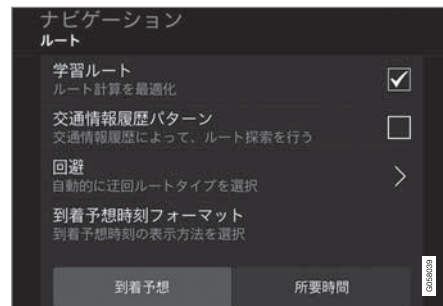 ナビゲーション
ルート
学習ルート
ルート計算を最適化
交通情報履歴パターン
交通情報履歴によって、ルート探索を行う
回避
自動的に迂回ルートタイプを選択
到着予想時刻フォーマット
到着予想時刻の表示方法を選択
到着予想
所要時間
G058039